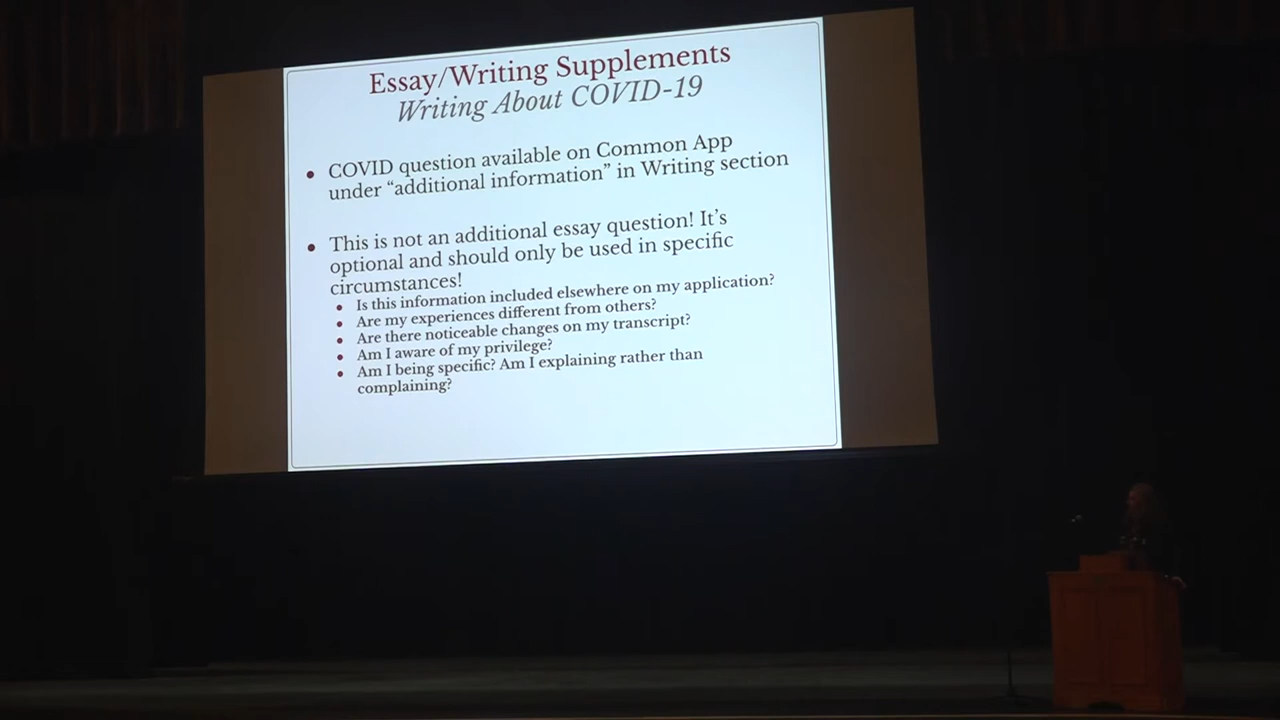 Essay/Writing Supplements
Writing About COVID-19
• COVID question available on Common App
under “additional information” in Writing section
• This is not an additional essay question! It’s
optional and should only be used in specific
circumstances!
• Is this information included elsewhere on my application?
• Are my experiences different from others?
• Are there noticeable changes on my transcript?
• Am I aware of my privilege?
• Am I being specific? Am I explaining rather than
complaining?